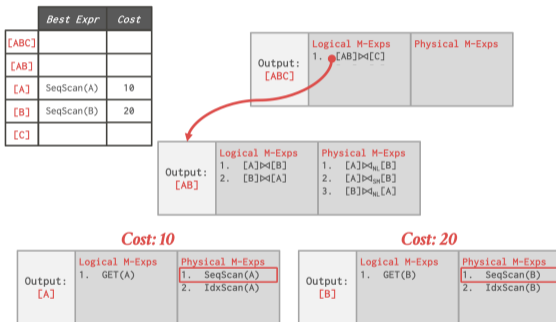 Best Expr Cost
[ABC]
[AB]
[A] SeqScan(A) 10
[B] SeqScan(B) 20
[C]
Output:
[ABC]
Logical M-Exps
1. [AB]⋈[C]
Physical M-Exps
Output:
[AB]
Logical M-Exps
1. [A]⋈[B]
2. [B]⋈[A]
Physical M-Exps
1. [A]⋈NL[B]
2. [A]⋈SM[B]
3. [B]⋈NL[A]
Cost: 10
Output:
[A]
Logical M-Exps
1. GET(A)
Physical M-Exps
1. SeqScan(A)
2. IdxScan(A)
Cost: 20
Output:
[B]
Logical M-Exps
1. GET(B)
Physical M-Exps
1. SeqScan(B)
2. IdxScan(B)